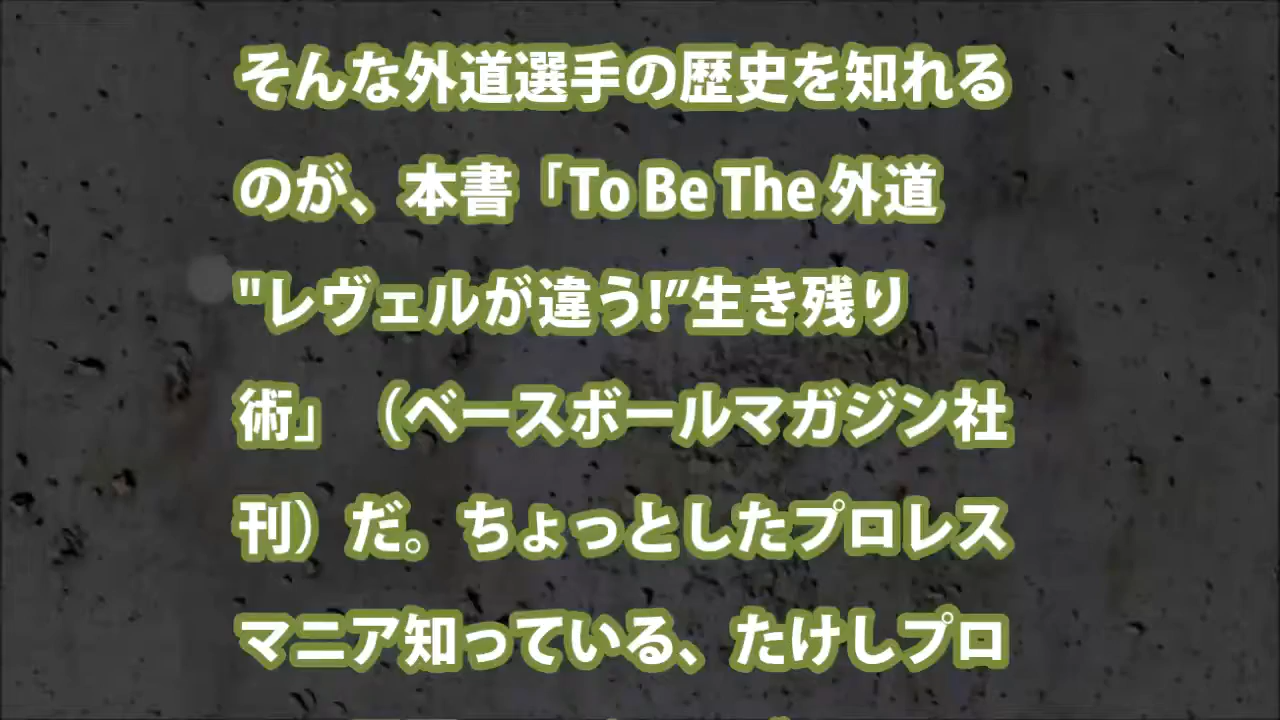 そんな外道選手の歴史を知れる
のが、本書「To Be The 外道
"レヴェルが違う!”生き残り
術」（ベースボールマガジン社
刊）だ。ちょっとしたプロレス
マニア知っている、たけしプロ